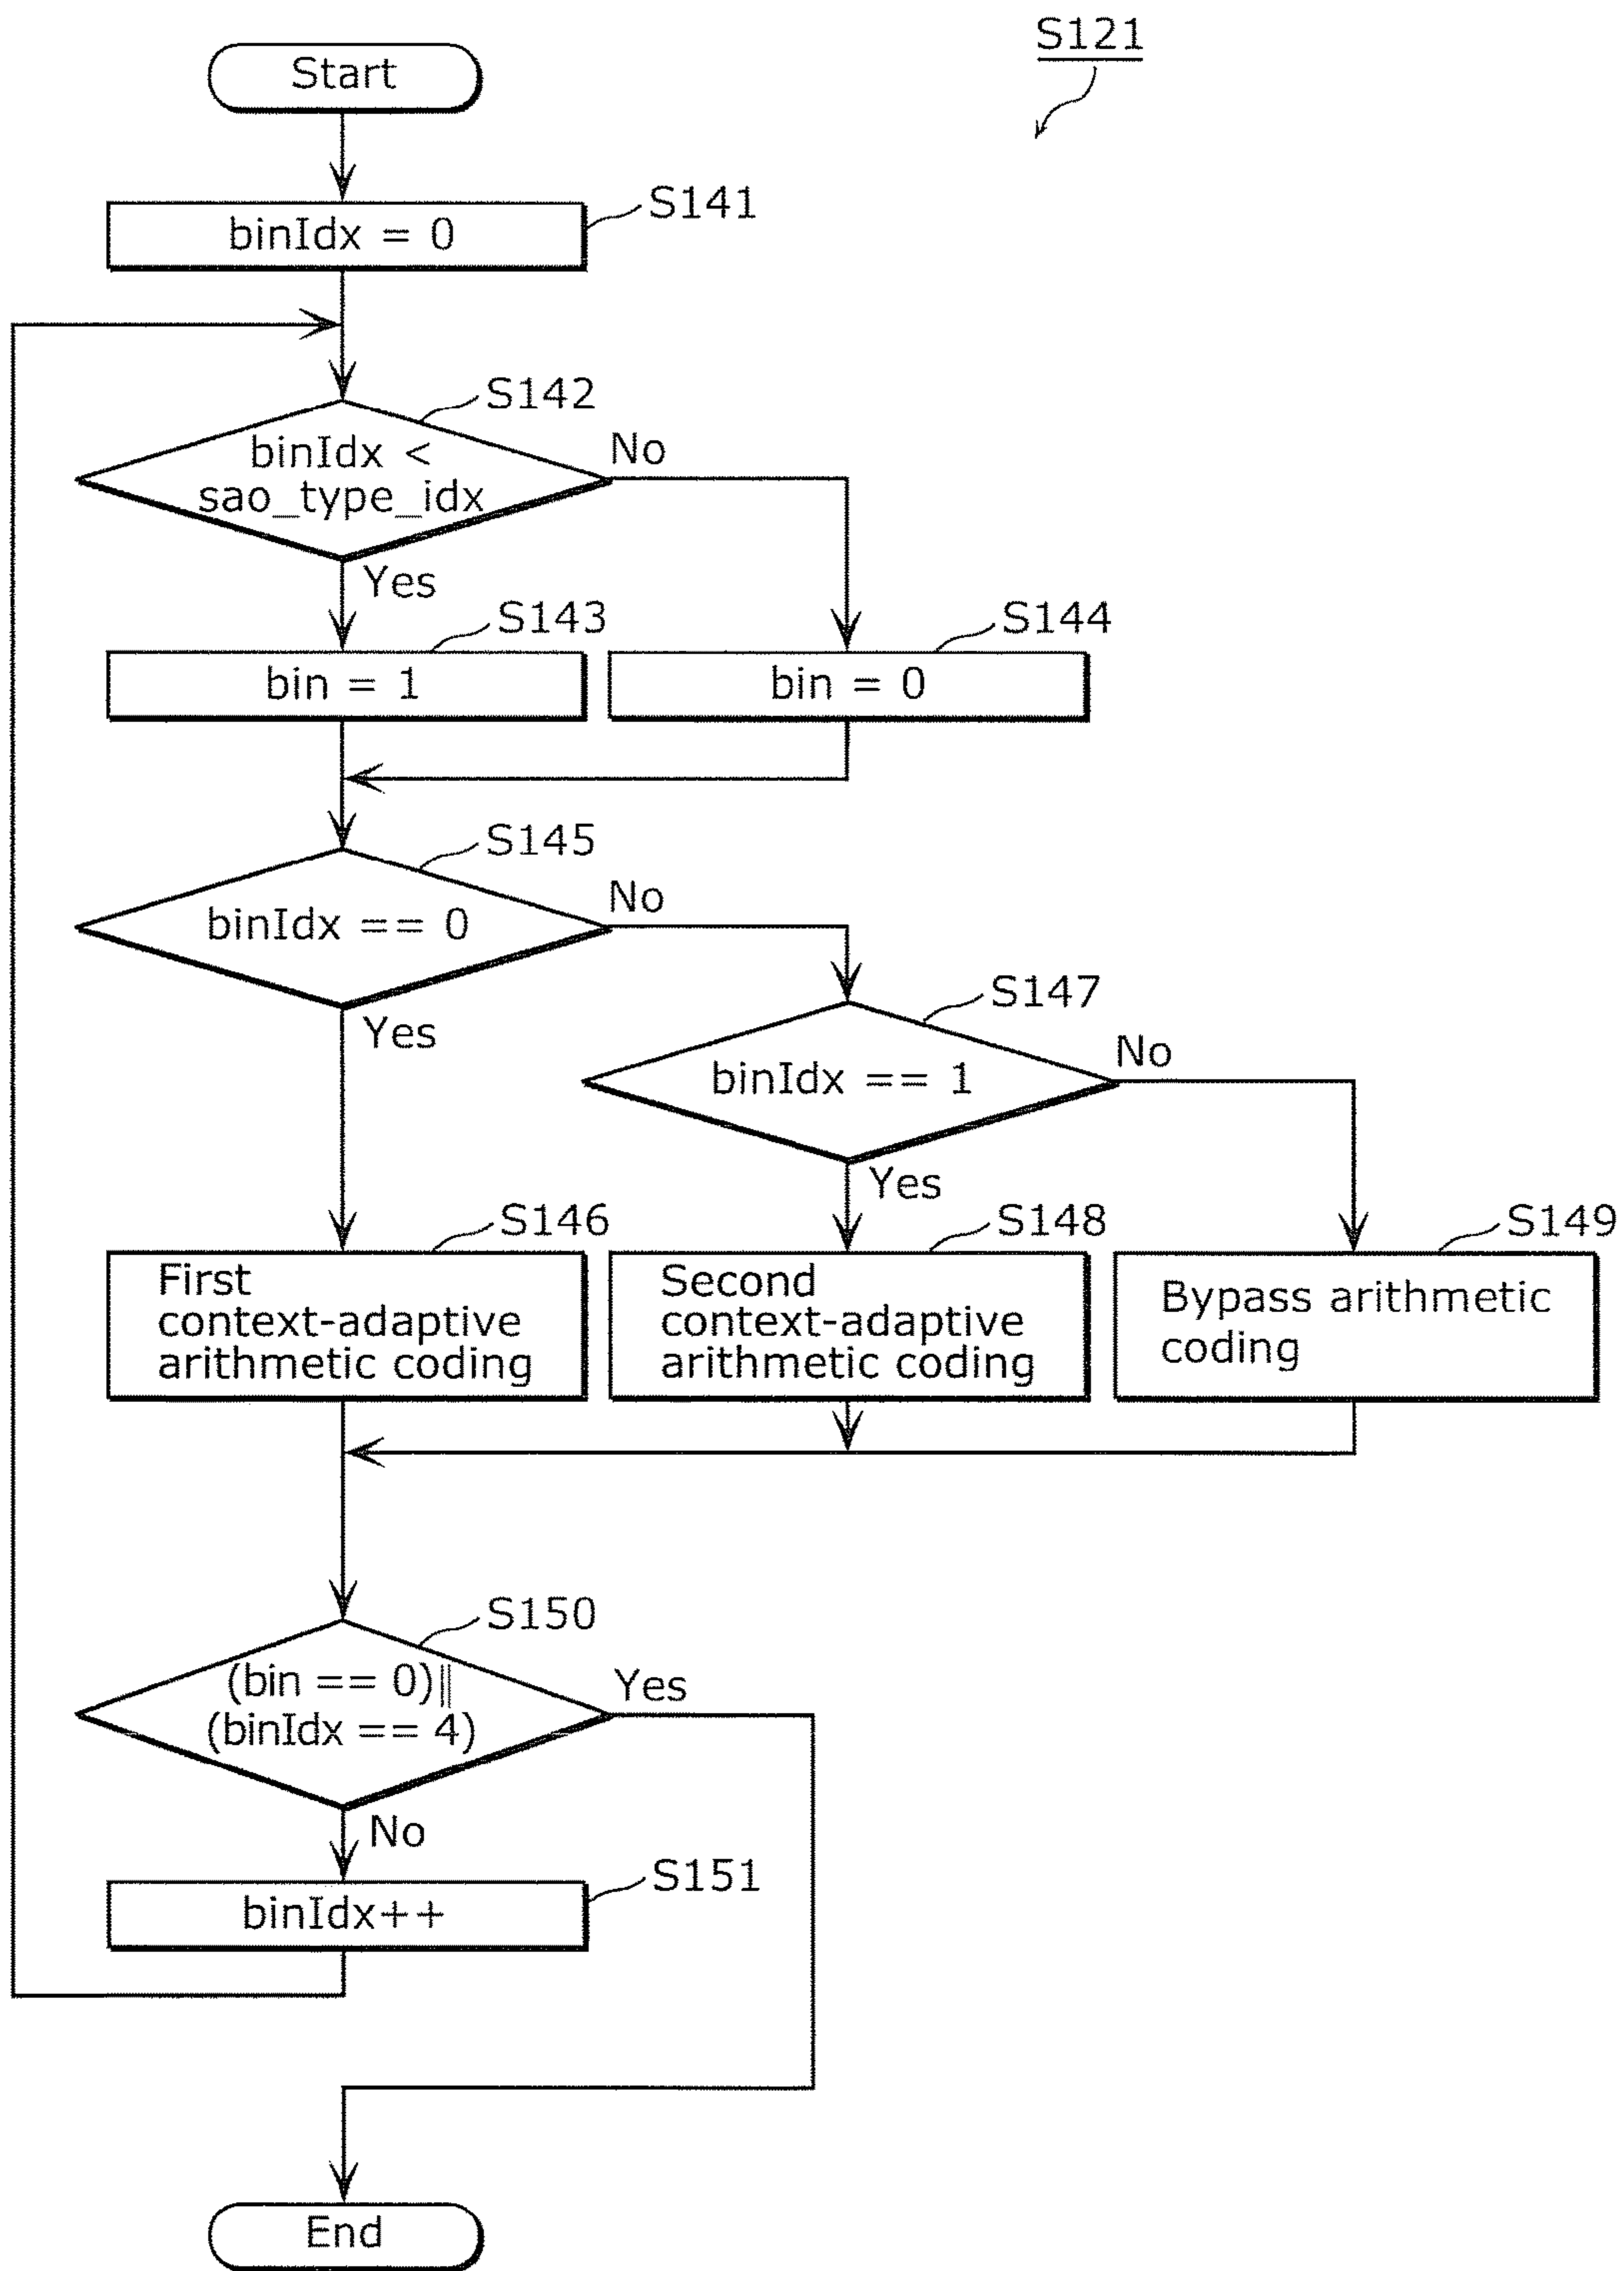 S121
Start
S141
binIdx = 0
S142
binIdx <
sao_type_idx
No
Yes
S143
bin = 1
S144
bin = 0
S145
binIdx == 0
No
Yes
S147
binIdx == 1
No
Yes
S146
First
context-adaptive
arithmetic coding
S148
Second
context-adaptive
arithmetic coding
S149
Bypass arithmetic
coding
S150
(bin == 0)||
(binIdx == 4)
Yes
No
S151
binIdx++
End